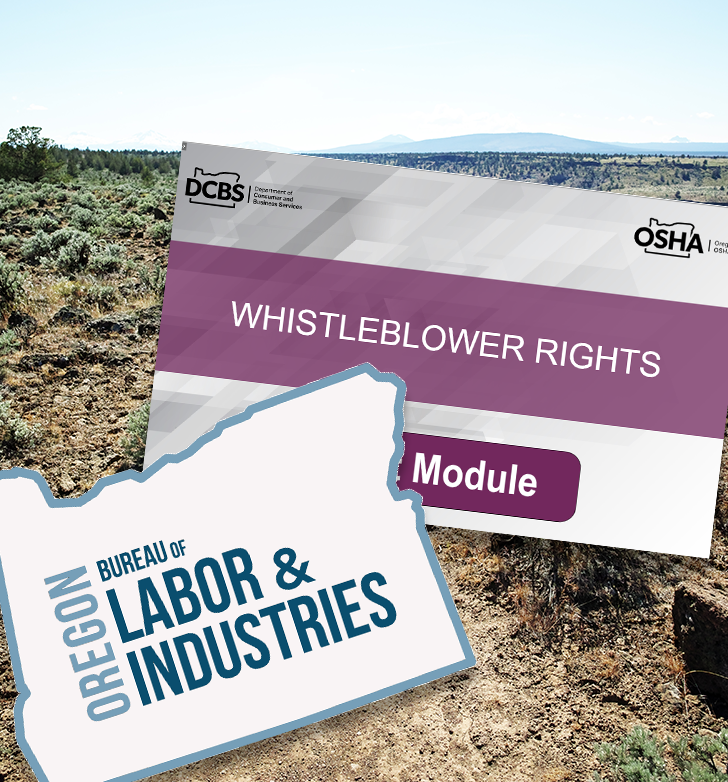 DCBS
Department of
Consumer and
Business Services
OSHA
WHISTLEBLOWER RIGHTS
Module
OREGON
BUREAU OF
LABOR &
INDUSTRIES